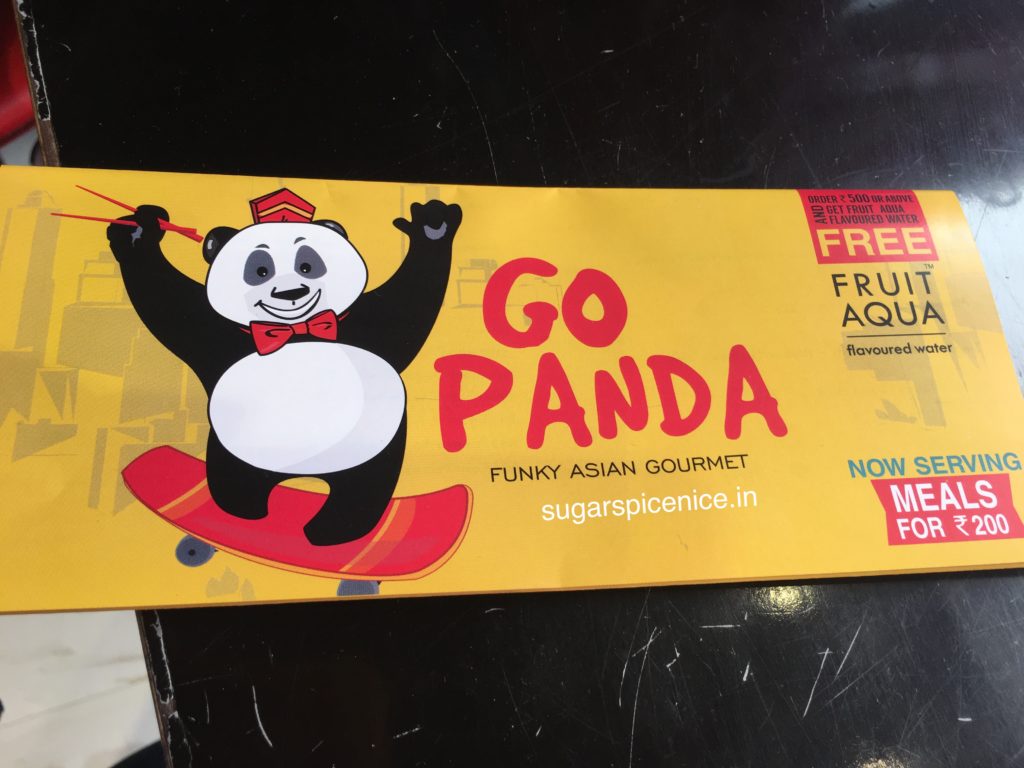 GO
PANDA
FUNKY ASIAN GOURMET
sugarspicenice.in
ORDER ₹ 500 OR ABOVE
AND GET FRUIT AQUA
FLAVOURED WATER
FREE
FRUIT™
AQUA
flavoured water
NOW SERVING
MEALS
FOR ₹ 200